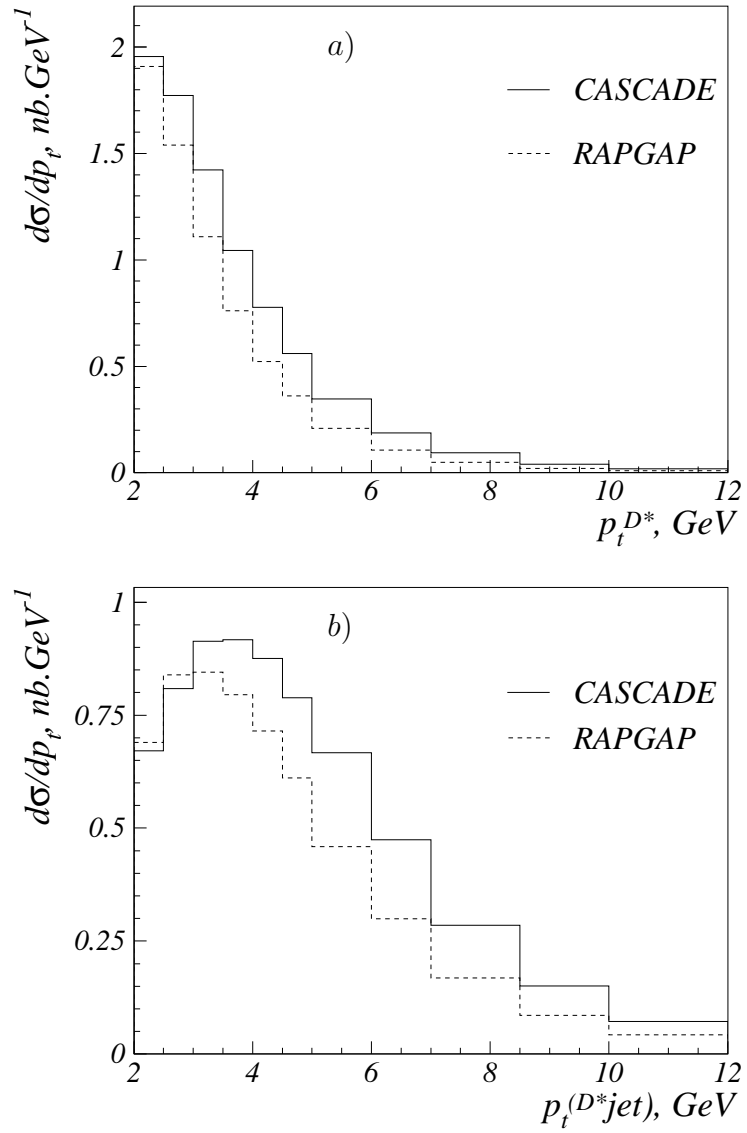 a)
dσ/dp_t, nb.GeV^-1
2
1.5
1
0.5
0
CASCADE
RAPGAP
2 4 6 8 10 12
p_t^D*, GeV
b)
dσ/dp_t, nb.GeV^-1
1
0.75
0.5
0.25
0
CASCADE
RAPGAP
2 4 6 8 10 12
p_t^(D*jet), GeV